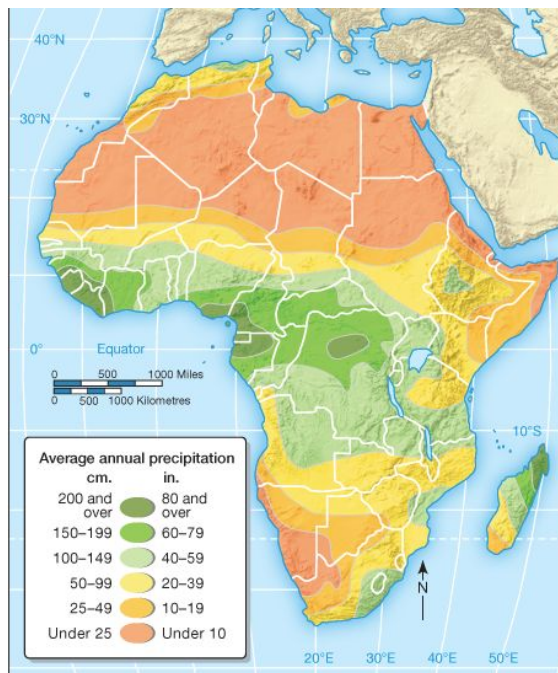 40°N
30°N
0°
Equator
0 500 1000 Miles
0 500 1000 Kilometres
10°S
Average annual precipitation
cm. in.
200 and over 80 and over
150–199 60–79
100–149 40–59
50–99 20–39
25–49 10–19
Under 25 Under 10
N
20°E 30°E 40°E 50°E